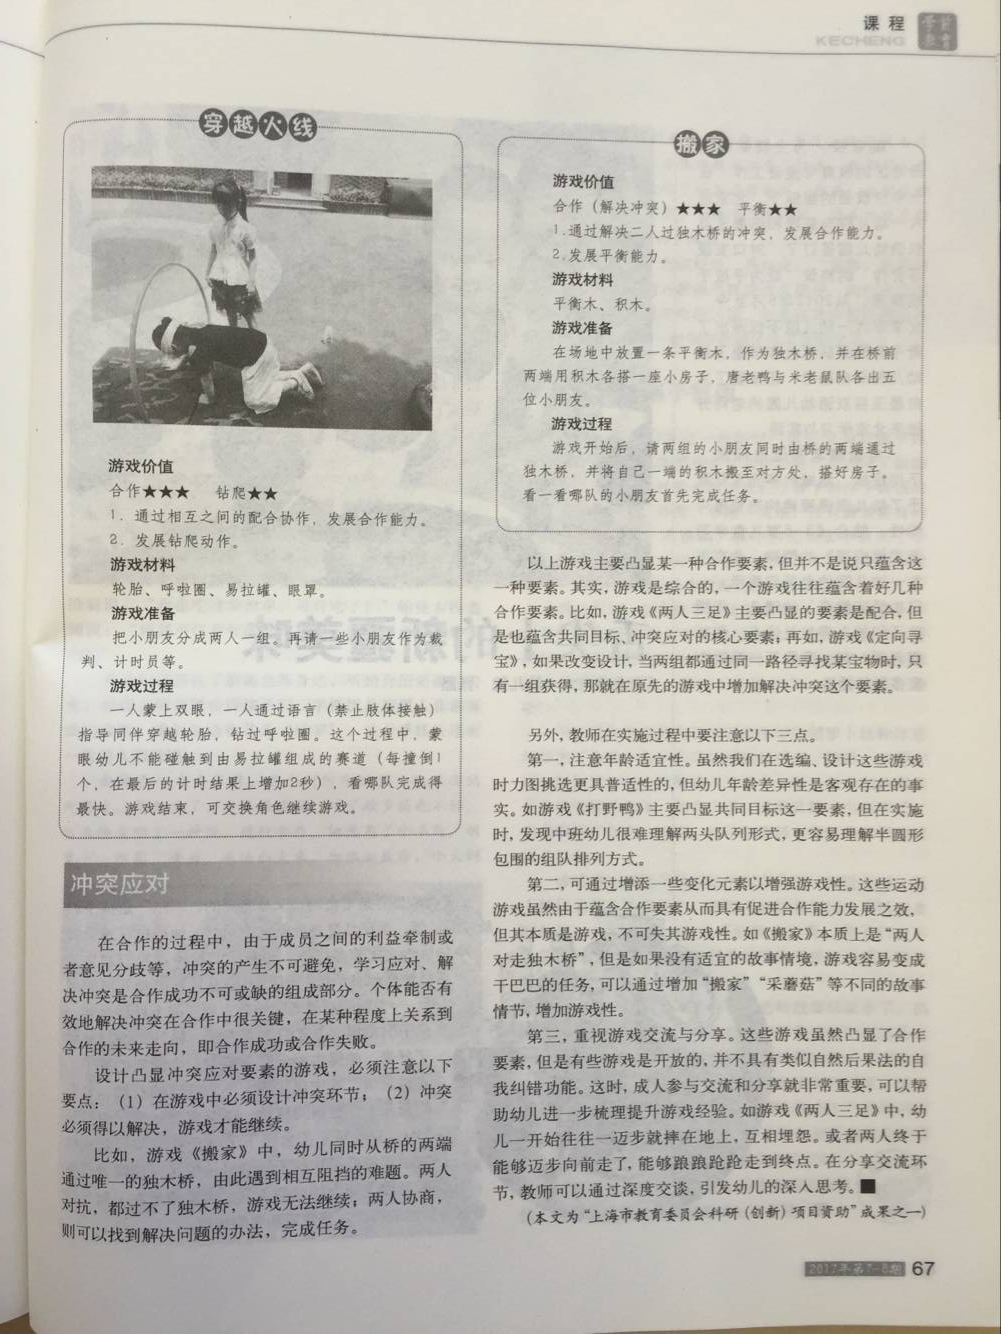 课程
KECHENG
学前教育
穿越火线
游戏价值
合作★★★ 钻爬★★
1. 通过相互之间的配合协作，发展合作能力。
2. 发展钻爬动作。
游戏材料
轮胎、呼啦圈、易拉罐、眼罩。
游戏准备
把小朋友分成两人一组。再请一些小朋友作为裁
判、计时员等。
游戏过程
一人蒙上双眼，一人通过语言（禁止肢体接触）
指导同伴穿越轮胎，钻过呼啦圈。这个过程中，蒙
眼幼儿不能碰触到由易拉罐组成的赛道（每撞倒1
个，在最后的计时结果上增加2秒），看哪队完成得
最快。游戏结束，可交换角色继续游戏。
冲突应对
在合作的过程中，由于成员之间的利益牵制或
者意见分歧等，冲突的产生不可避免，学习应对、解
决冲突是合作成功不可或缺的组成部分。个体能否有
效地解决冲突在合作中很关键，在某种程度上关系到
合作的未来走向，即合作成功或合作失败。
设计凸显冲突应对要素的游戏，必须注意以下
要点：（1）在游戏中必须设计冲突环节；（2）冲突
必须得以解决，游戏才能继续。
比如，游戏《搬家》中，幼儿同时从桥的两端
通过唯一的独木桥，由此遇到相互阻挡的难题。两人
对抗，都过不了独木桥，游戏无法继续；两人协商，
则可以找到解决问题的办法，完成任务。
搬家
游戏价值
合作（解决冲突）★★★ 平衡★★
1.通过解决二人过独木桥的冲突，发展合作能力。
2.发展平衡能力。
游戏材料
平衡木、积木。
游戏准备
在场地中放置一条平衡木，作为独木桥，并在桥前
两端用积木各搭一座小房子，唐老鸭与米老鼠队各出五
位小朋友。
游戏过程
游戏开始后，请两组的小朋友同时由桥的两端通过
独木桥，并将自己一端的积木搬至对方处，搭好房子。
看一看哪队的小朋友首先完成任务。
以上游戏主要凸显某一种合作要素，但并不是说只蕴含这
一种要素。其实，游戏是综合的，一个游戏往往蕴含着好几种
合作要素。比如，游戏《两人三足》主要凸显的要素是配合，但
是也蕴含共同目标、冲突应对的核心要素；再如，游戏《定向寻
宝》，如果改变设计，当两组都通过同一路径寻找某宝物时，只
有一组获得，那就在原先的游戏中增加解决冲突这个要素。
另外，教师在实施过程中要注意以下三点。
第一，注意年龄适宜性。虽然我们在选编、设计这些游戏
时力图挑选更具普适性的，但幼儿年龄差异性是客观存在的事
实。如游戏《打野鸭》主要凸显共同目标这一要素，但在实施
时，发现中班幼儿很难理解两头队列形式，更容易理解半圆形
包围的组队排列方式。
第二，可通过增添一些变化元素以增强游戏性。这些运动
游戏虽然由于蕴含合作要素从而具有促进合作能力发展之效，
但其本质是游戏，不可失其游戏性。如《搬家》本质上是“两人
对走独木桥”，但是如果没有适宜的故事情境，游戏容易变成
干巴巴的任务，可以通过增加“搬家”“采蘑菇”等不同的故事
情节，增加游戏性。
第三，重视游戏交流与分享。这些游戏虽然凸显了合作
要素，但是有些游戏是开放的，并不具有类似自然后果法的自
我纠错功能。这时，成人参与交流和分享就非常重要，可以帮
助幼儿进一步梳理提升游戏经验。如游戏《两人三足》中，幼
儿一开始往往一迈步就摔在地上，互相埋怨。或者两人终于
能够迈步向前走了，能够踉踉跄跄走到终点。在分享交流环
节，教师可以通过深度交谈，引发幼儿的深入思考。■
（本文为“上海市教育委员会科研（创新）项目资助”成果之一）
2017年第7-8期 67